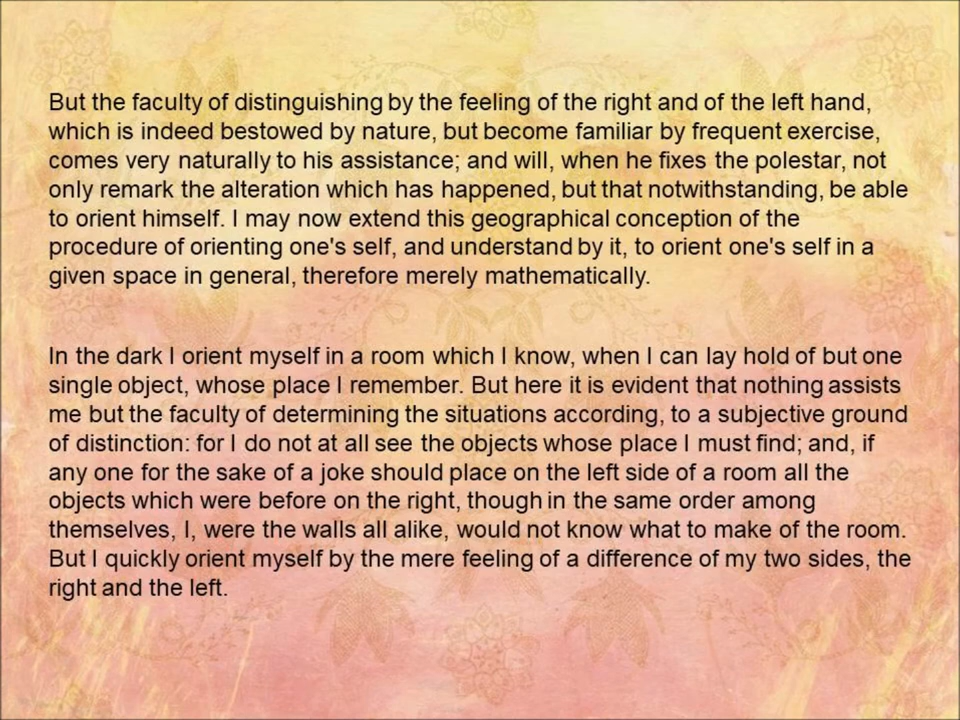 But the faculty of distinguishing by the feeling of the right and of the left hand,
which is indeed bestowed by nature, but become familiar by frequent exercise,
comes very naturally to his assistance; and will, when he fixes the polestar, not
only remark the alteration which has happened, but that notwithstanding, be able
to orient himself. I may now extend this geographical conception of the
procedure of orienting one's self, and understand by it, to orient one's self in a
given space in general, therefore merely mathematically.
In the dark I orient myself in a room which I know, when I can lay hold of but one
single object, whose place I remember. But here it is evident that nothing assists
me but the faculty of determining the situations according, to a subjective ground
of distinction: for I do not at all see the objects whose place I must find; and, if
any one for the sake of a joke should place on the left side of a room all the
objects which were before on the right, though in the same order among
themselves, I, were the walls all alike, would not know what to make of the room.
But I quickly orient myself by the mere feeling of a difference of my two sides, the
right and the left.